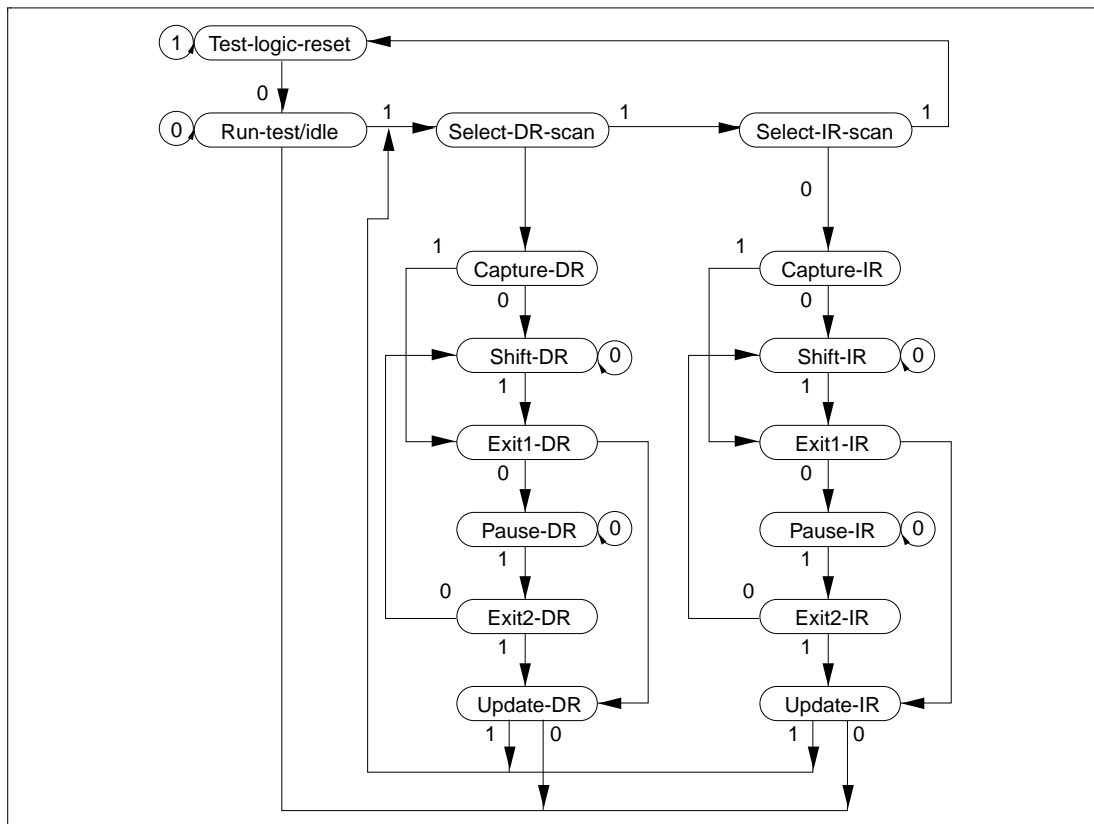 1 Test-logic-reset
0
0 Run-test/idle 1 Select-DR-scan 1 Select-IR-scan 1
0
1 1
Capture-DR Capture-IR
0 0
Shift-DR 0 Shift-IR 0
1 1
Exit1-DR Exit1-IR
0 0
Pause-DR 0 Pause-IR 0
1 1
0 0
Exit2-DR Exit2-IR
1 1
Update-DR Update-IR
1 0 1 0